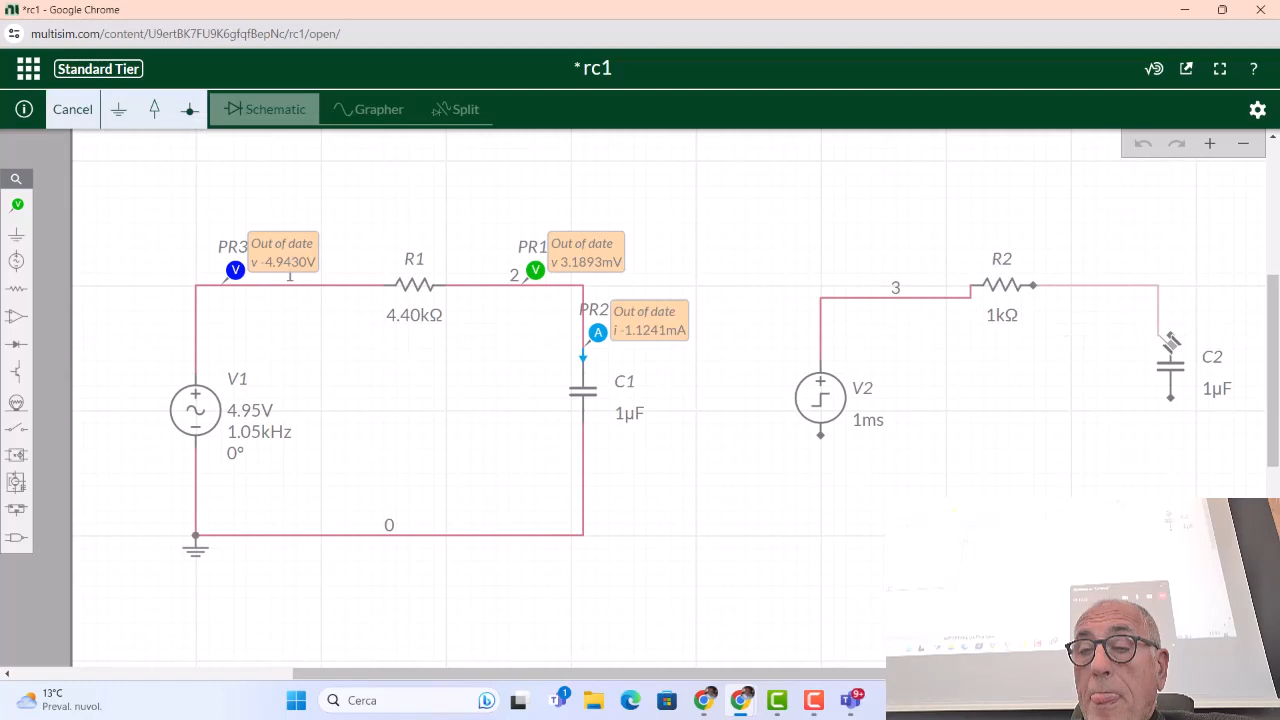 *rc1 - Google Chrome
multisim.com/content/U9ertBK7FU9K6gfqfBepNc/rc1/open/
Standard Tier
*rc1
?
Cancel
Schematic
Grapher
Split
PR3
Out of date
v -4.9430V
1
R1
4.40kΩ
2
PR1
Out of date
v 3.1893mV
V
V
PR2
Out of date
i -1.1241mA
A
V1
4.95V
1.05kHz
0°
C1
1µF
0
3
R2
1kΩ
V2
1ms
C2
1µF
13°C
Preval. nuvol.
Cerca
1
9+